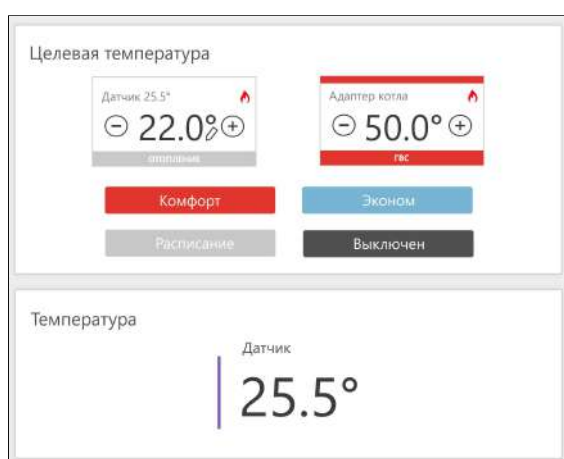 Целевая температура
Датчик 25.5°
22.0°
отопление
Адаптер котла
50.0°
ГВС
Комфорт
Эконом
Расписание
Выключен
Температура
Датчик
25.5°